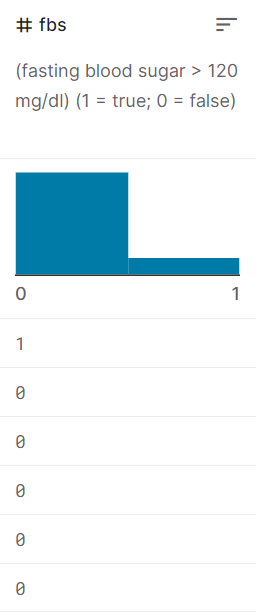 # fbs
(fasting blood sugar > 120
mg/dl) (1 = true; 0 = false)
0 1
1
0
0
0
0
0